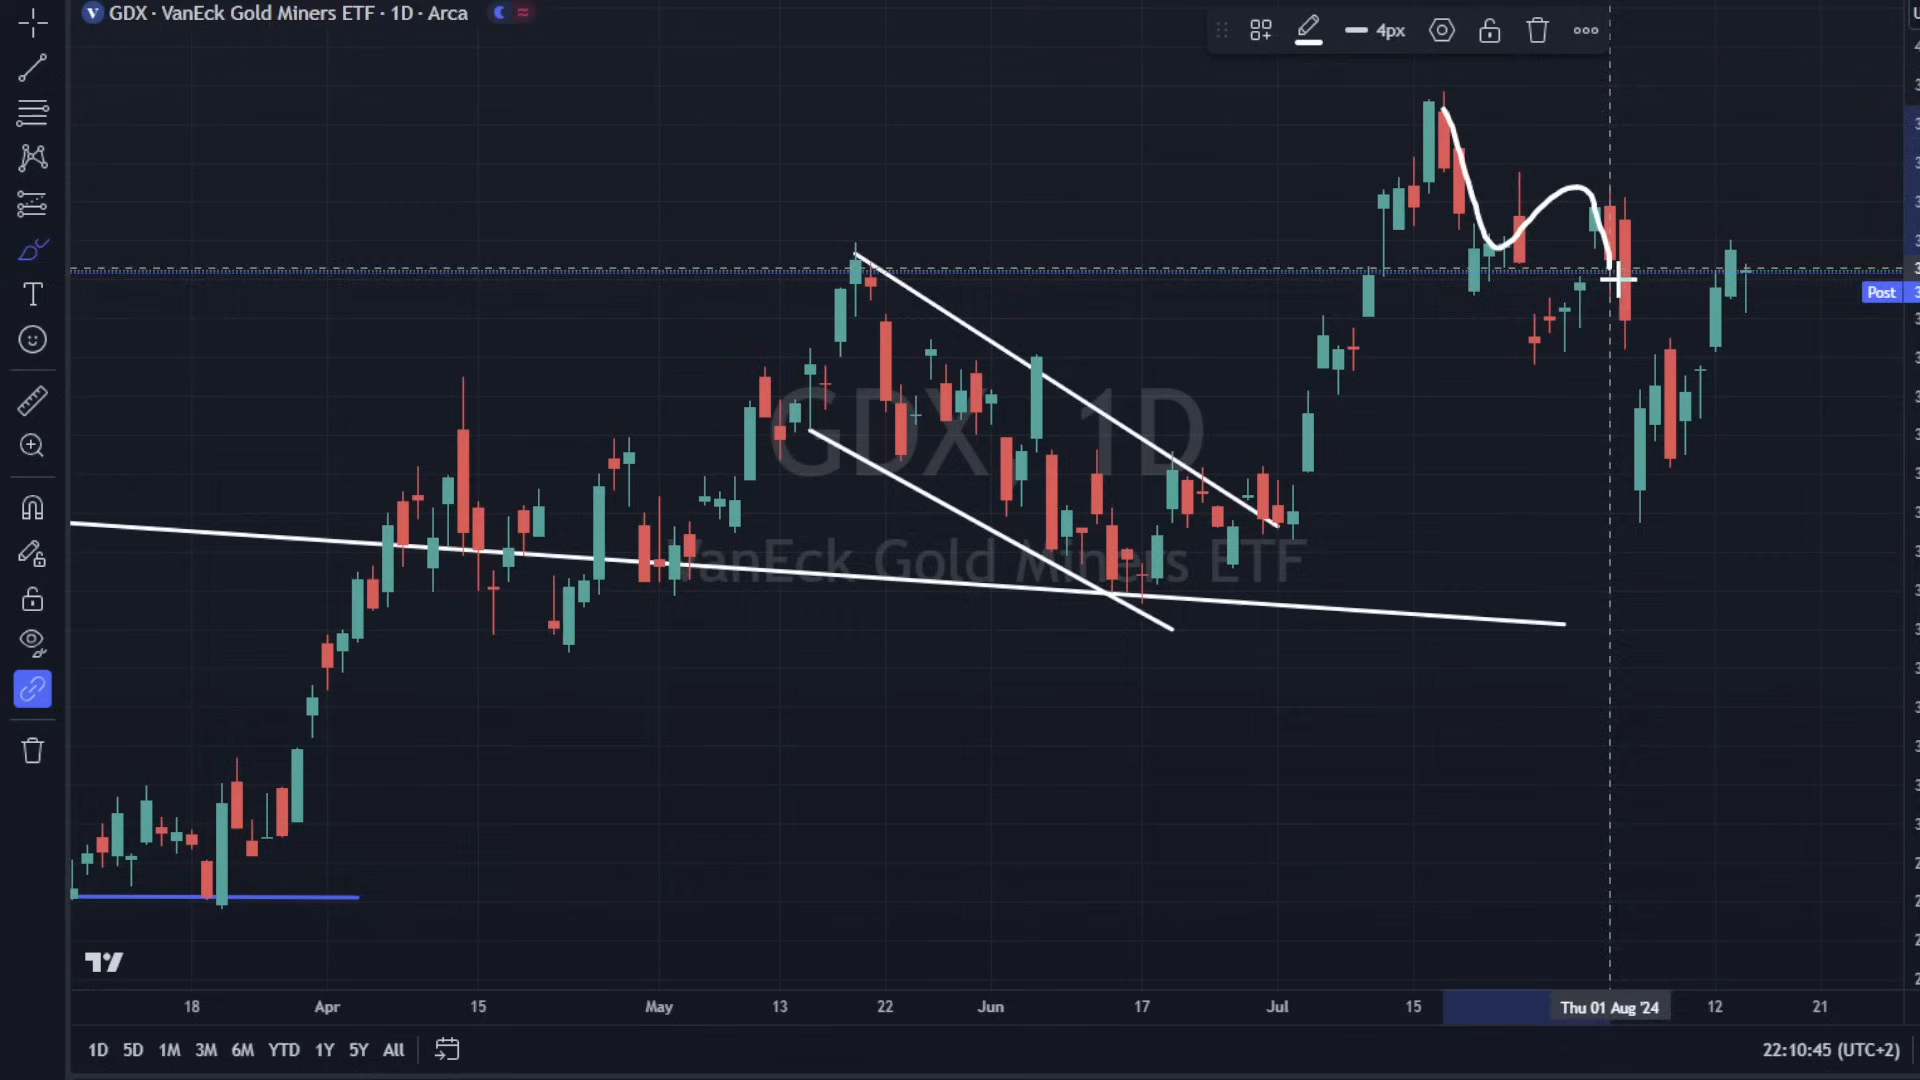 GDX · VanEck Gold Miners ETF · 1D · Arca
4px
GDX, 1D
VanEck Gold Miners ETF
Post
18 Apr 15 May 13 22 Jun 17 Jul 15 Thu 01 Aug '24 12 21
1D 5D 1M 3M 6M YTD 1Y 5Y All
22:10:45 (UTC+2)